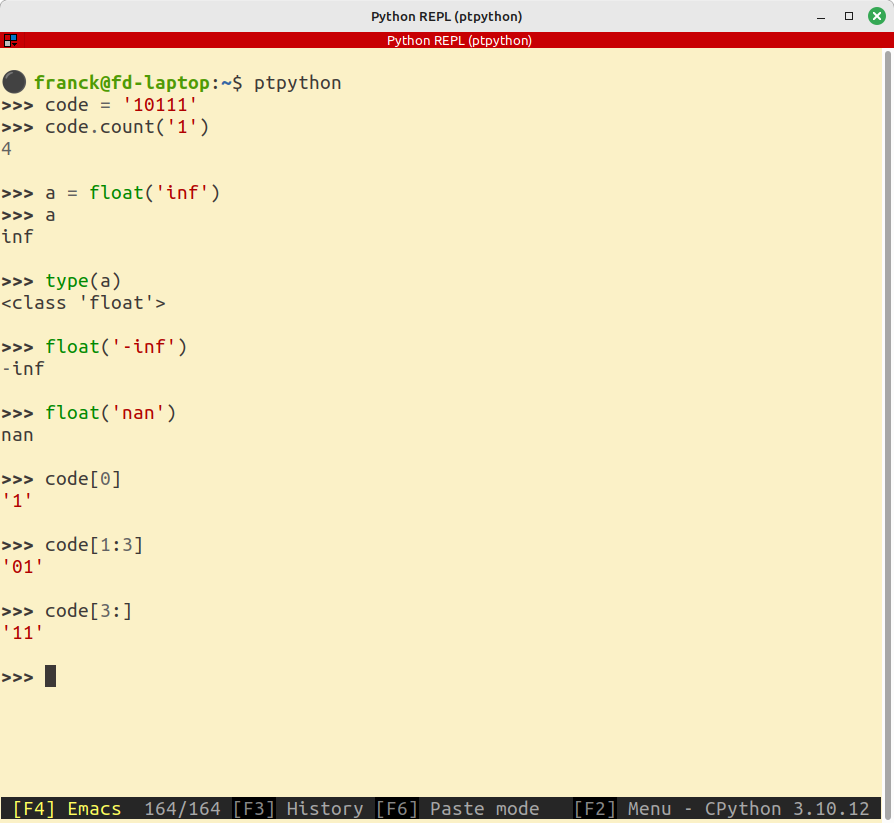 Python REPL (ptpython)
Python REPL (ptpython)
franck@fd-laptop:~$ ptpython
>>> code = '10111'
>>> code.count('1')
4
>>> a = float('inf')
>>> a
inf
>>> type(a)
<class 'float'>
>>> float('-inf')
-inf
>>> float('nan')
nan
>>> code[0]
'1'
>>> code[1:3]
'01'
>>> code[3:]
'11'
>>>
[F4] Emacs 164/164 [F3] History [F6] Paste mode [F2] Menu - CPython 3.10.12